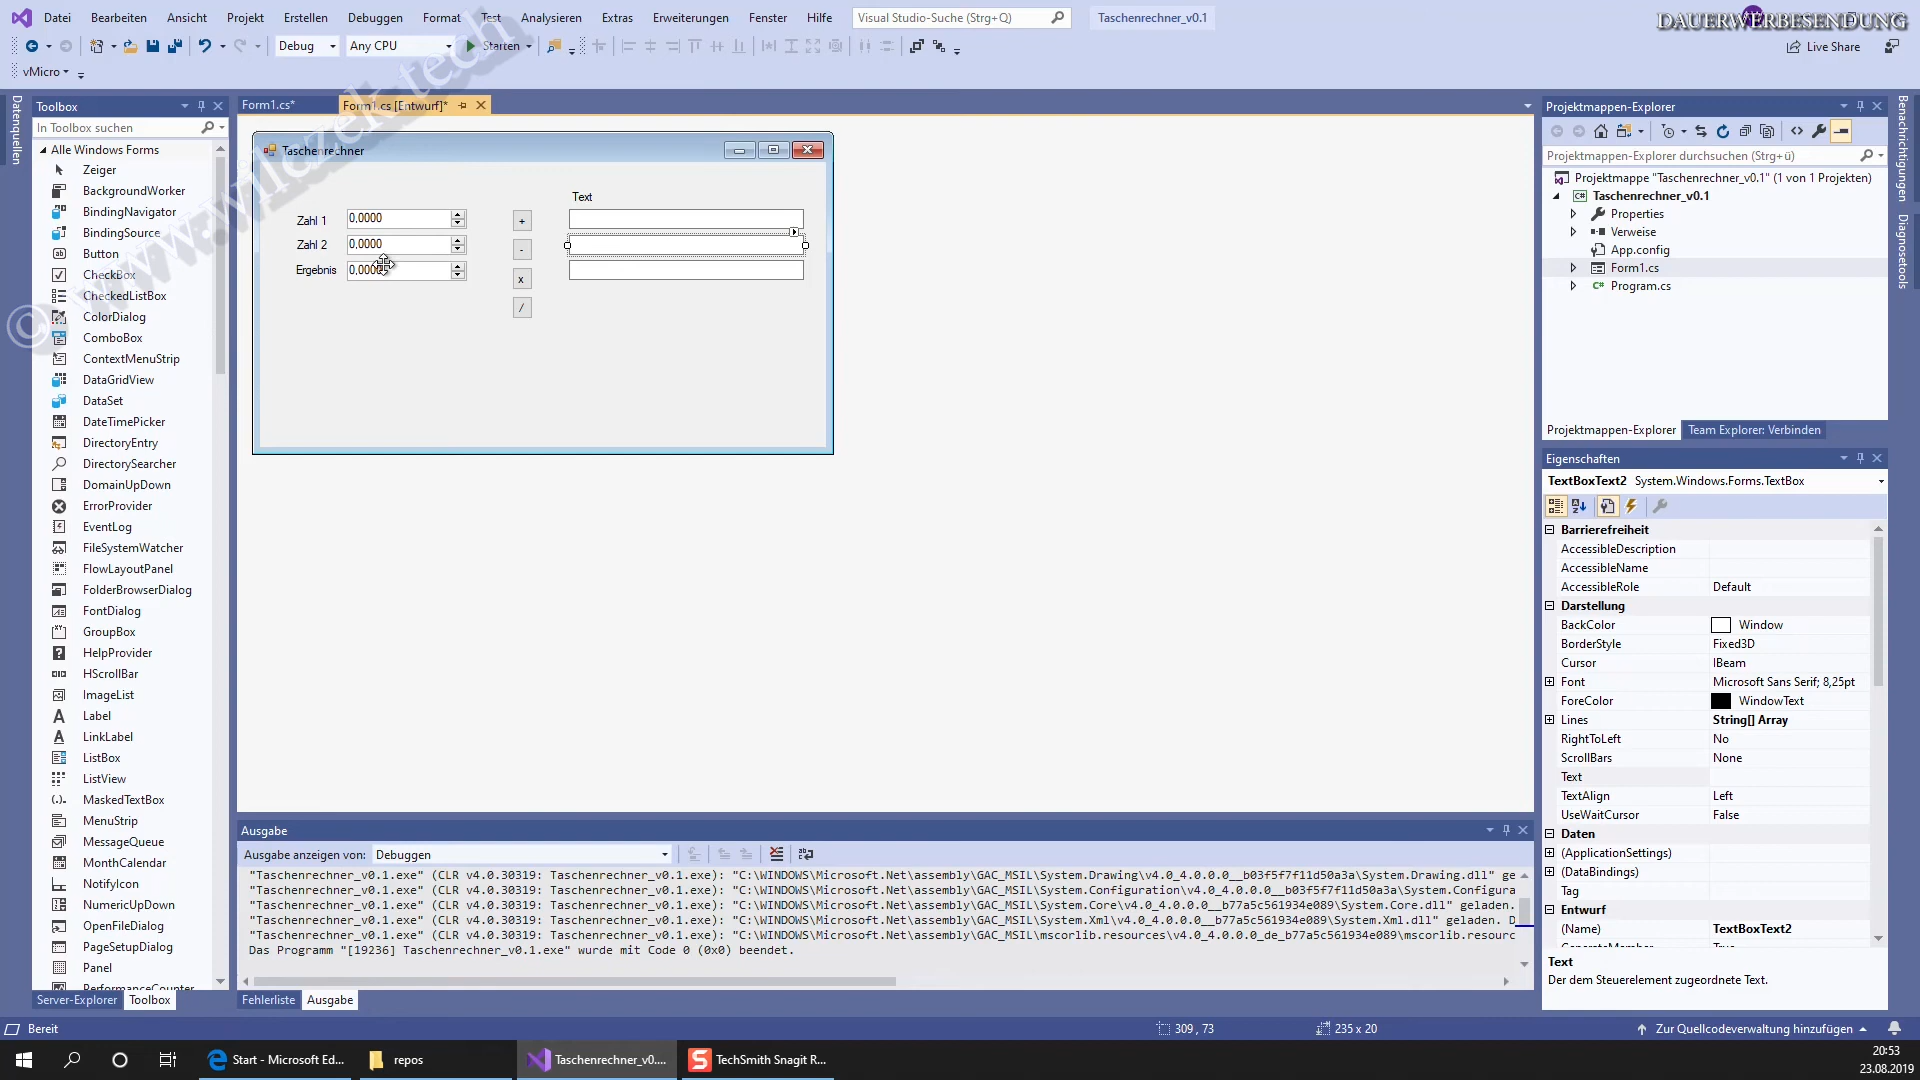 Datei Bearbeiten Ansicht Projekt Erstellen Debuggen Format Test Analysieren Extras Erweiterungen Fenster Hilfe Visual Studio-Suche (Strg+Q) Taschenrechner_v0.1
DAUERWERBESENDUNG
Debug Any CPU Starten Live Share
vMicro
© www.wilczek-tech
Datenquellen
Toolbox
In Toolbox suchen
Alle Windows Forms
Zeiger
BackgroundWorker
BindingNavigator
BindingSource
Button
CheckBox
CheckedListBox
ColorDialog
ComboBox
ContextMenuStrip
DataGridView
DataSet
DateTimePicker
DirectoryEntry
DirectorySearcher
DomainUpDown
ErrorProvider
EventLog
FileSystemWatcher
FlowLayoutPanel
FolderBrowserDialog
FontDialog
GroupBox
HelpProvider
HScrollBar
ImageList
Label
LinkLabel
ListBox
ListView
MaskedTextBox
MenuStrip
MessageQueue
MonthCalendar
NotifyIcon
NumericUpDown
OpenFileDialog
PageSetupDialog
Panel
PerformanceCounter
Server-Explorer Toolbox
Form1.cs* Form1.cs [Entwurf]*
Taschenrechner
Text
Zahl 1 0,0000 +
Zahl 2 0,0000 -
Ergebnis 0,0000 x
/
Ausgabe
Ausgabe anzeigen von: Debuggen
"Taschenrechner_v0.1.exe" (CLR v4.0.30319: Taschenrechner_v0.1.exe): "C:\WINDOWS\Microsoft.Net\assembly\GAC_MSIL\System.Drawing\v4.0_4.0.0.0__b03f5f7f11d50a3a\System.Drawing.dll" ge
"Taschenrechner_v0.1.exe" (CLR v4.0.30319: Taschenrechner_v0.1.exe): "C:\WINDOWS\Microsoft.Net\assembly\GAC_MSIL\System.Configuration\v4.0_4.0.0.0__b03f5f7f11d50a3a\System.Configura
"Taschenrechner_v0.1.exe" (CLR v4.0.30319: Taschenrechner_v0.1.exe): "C:\WINDOWS\Microsoft.Net\assembly\GAC_MSIL\System.Core\v4.0_4.0.0.0__b77a5c561934e089\System.Core.dll" geladen.
"Taschenrechner_v0.1.exe" (CLR v4.0.30319: Taschenrechner_v0.1.exe): "C:\WINDOWS\Microsoft.Net\assembly\GAC_MSIL\System.Xml\v4.0_4.0.0.0__b77a5c561934e089\System.Xml.dll" geladen. D
"Taschenrechner_v0.1.exe" (CLR v4.0.30319: Taschenrechner_v0.1.exe): "C:\WINDOWS\Microsoft.Net\assembly\GAC_MSIL\mscorlib.resources\v4.0_4.0.0.0_de_b77a5c561934e089\mscorlib.resourc
Das Programm "[19236] Taschenrechner_v0.1.exe" wurde mit Code 0 (0x0) beendet.
Fehlerliste Ausgabe
Projektmappen-Explorer
Projektmappen-Explorer durchsuchen (Strg+ü)
Projektmappe "Taschenrechner_v0.1" (1 von 1 Projekten)
Taschenrechner_v0.1
Properties
Verweise
App.config
Form1.cs
Program.cs
Projektmappen-Explorer Team Explorer: Verbinden
Eigenschaften
TextBoxText2 System.Windows.Forms.TextBox
Barrierefreiheit
AccessibleDescription
AccessibleName
AccessibleRole Default
Darstellung
BackColor Window
BorderStyle Fixed3D
Cursor IBeam
Font Microsoft Sans Serif; 8,25pt
ForeColor WindowText
Lines String[] Array
RightToLeft No
ScrollBars None
Text
TextAlign Left
UseWaitCursor False
Daten
(ApplicationSettings)
(DataBindings)
Tag
Entwurf
(Name) TextBoxText2
GenerateMember True
Text
Der dem Steuerelement zugeordnete Text.
Benachrichtigungen
Diagnosetools
Bereit 309 , 73 235 x 20 Zur Quellcodeverwaltung hinzufügen
Start - Microsoft Ed... repos Taschenrechner_v0.... TechSmith Snagit R...
20:53
23.08.2019